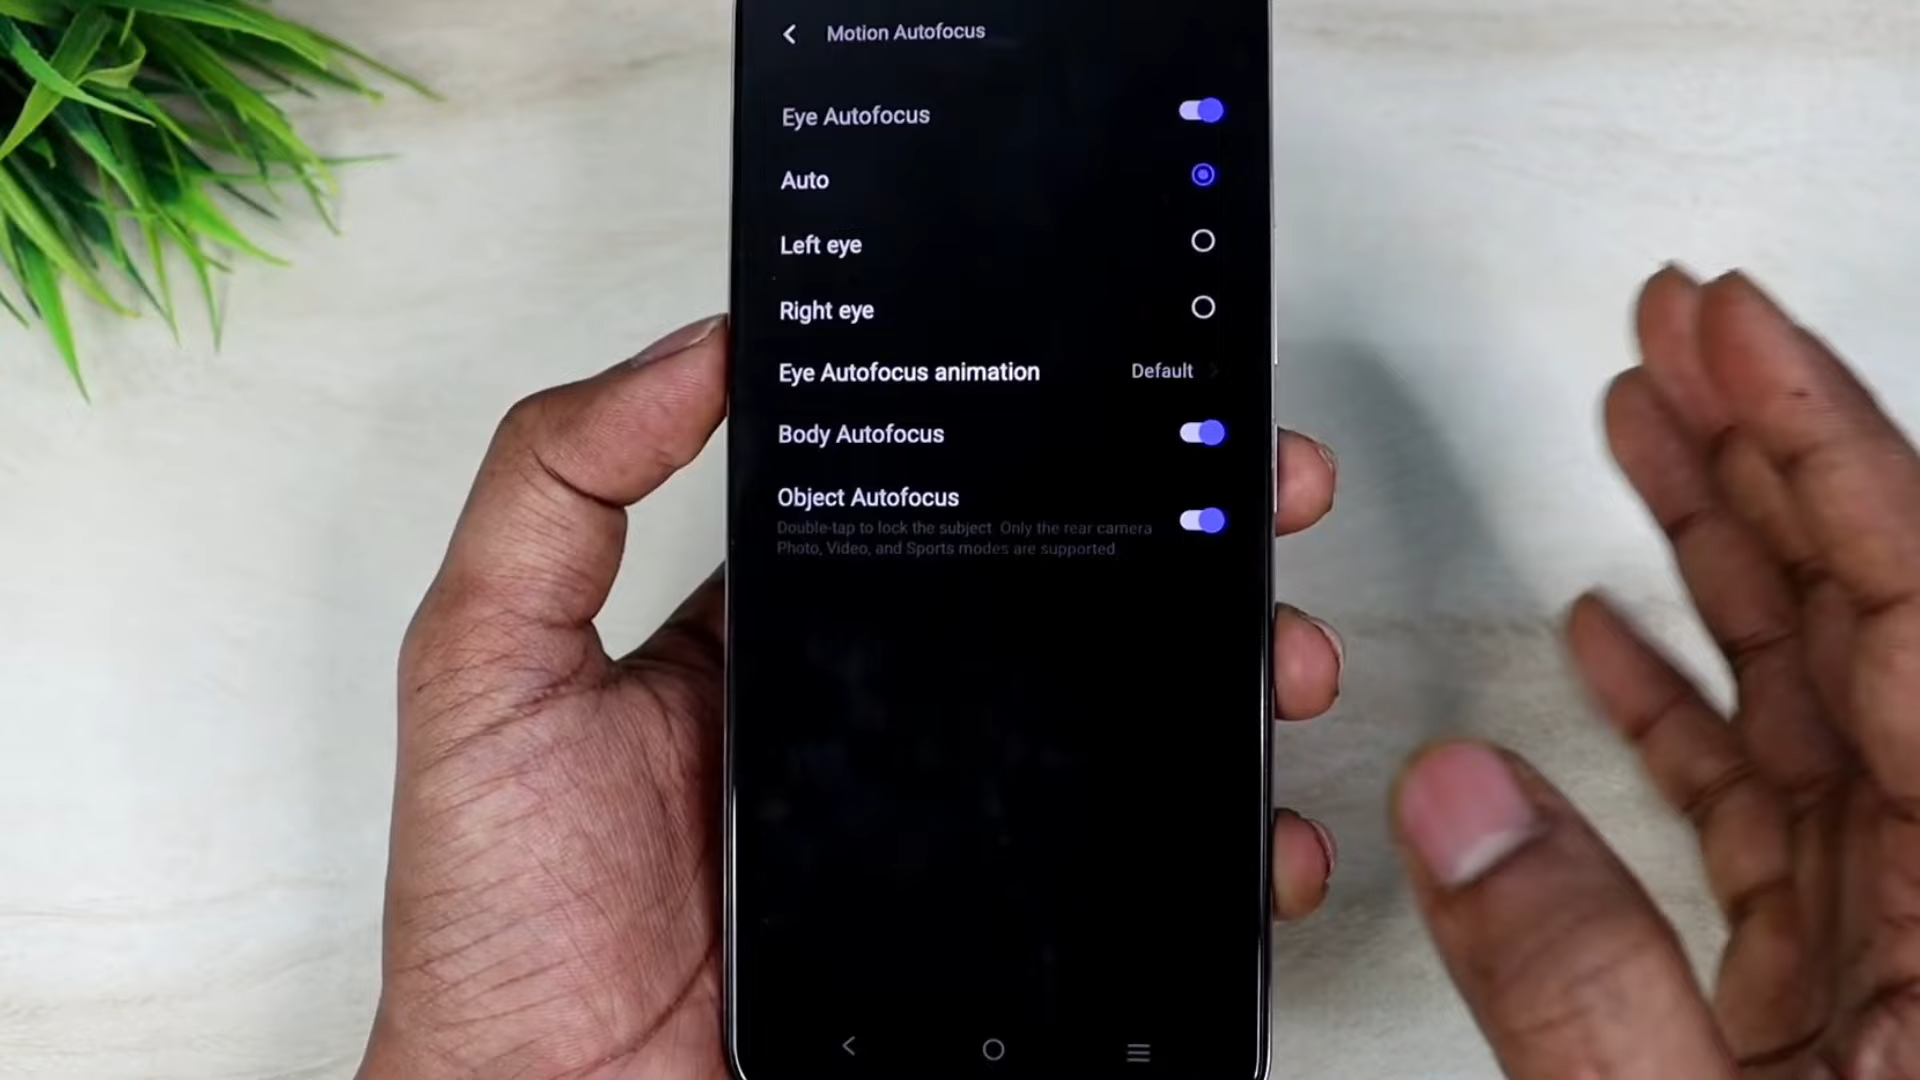 Motion Autofocus
Eye Autofocus
Auto
Left eye
Right eye
Eye Autofocus animation Default
Body Autofocus
Object Autofocus
Double-tap to lock the subject. Only the rear camera
Photo, Video, and Sports modes are supported.